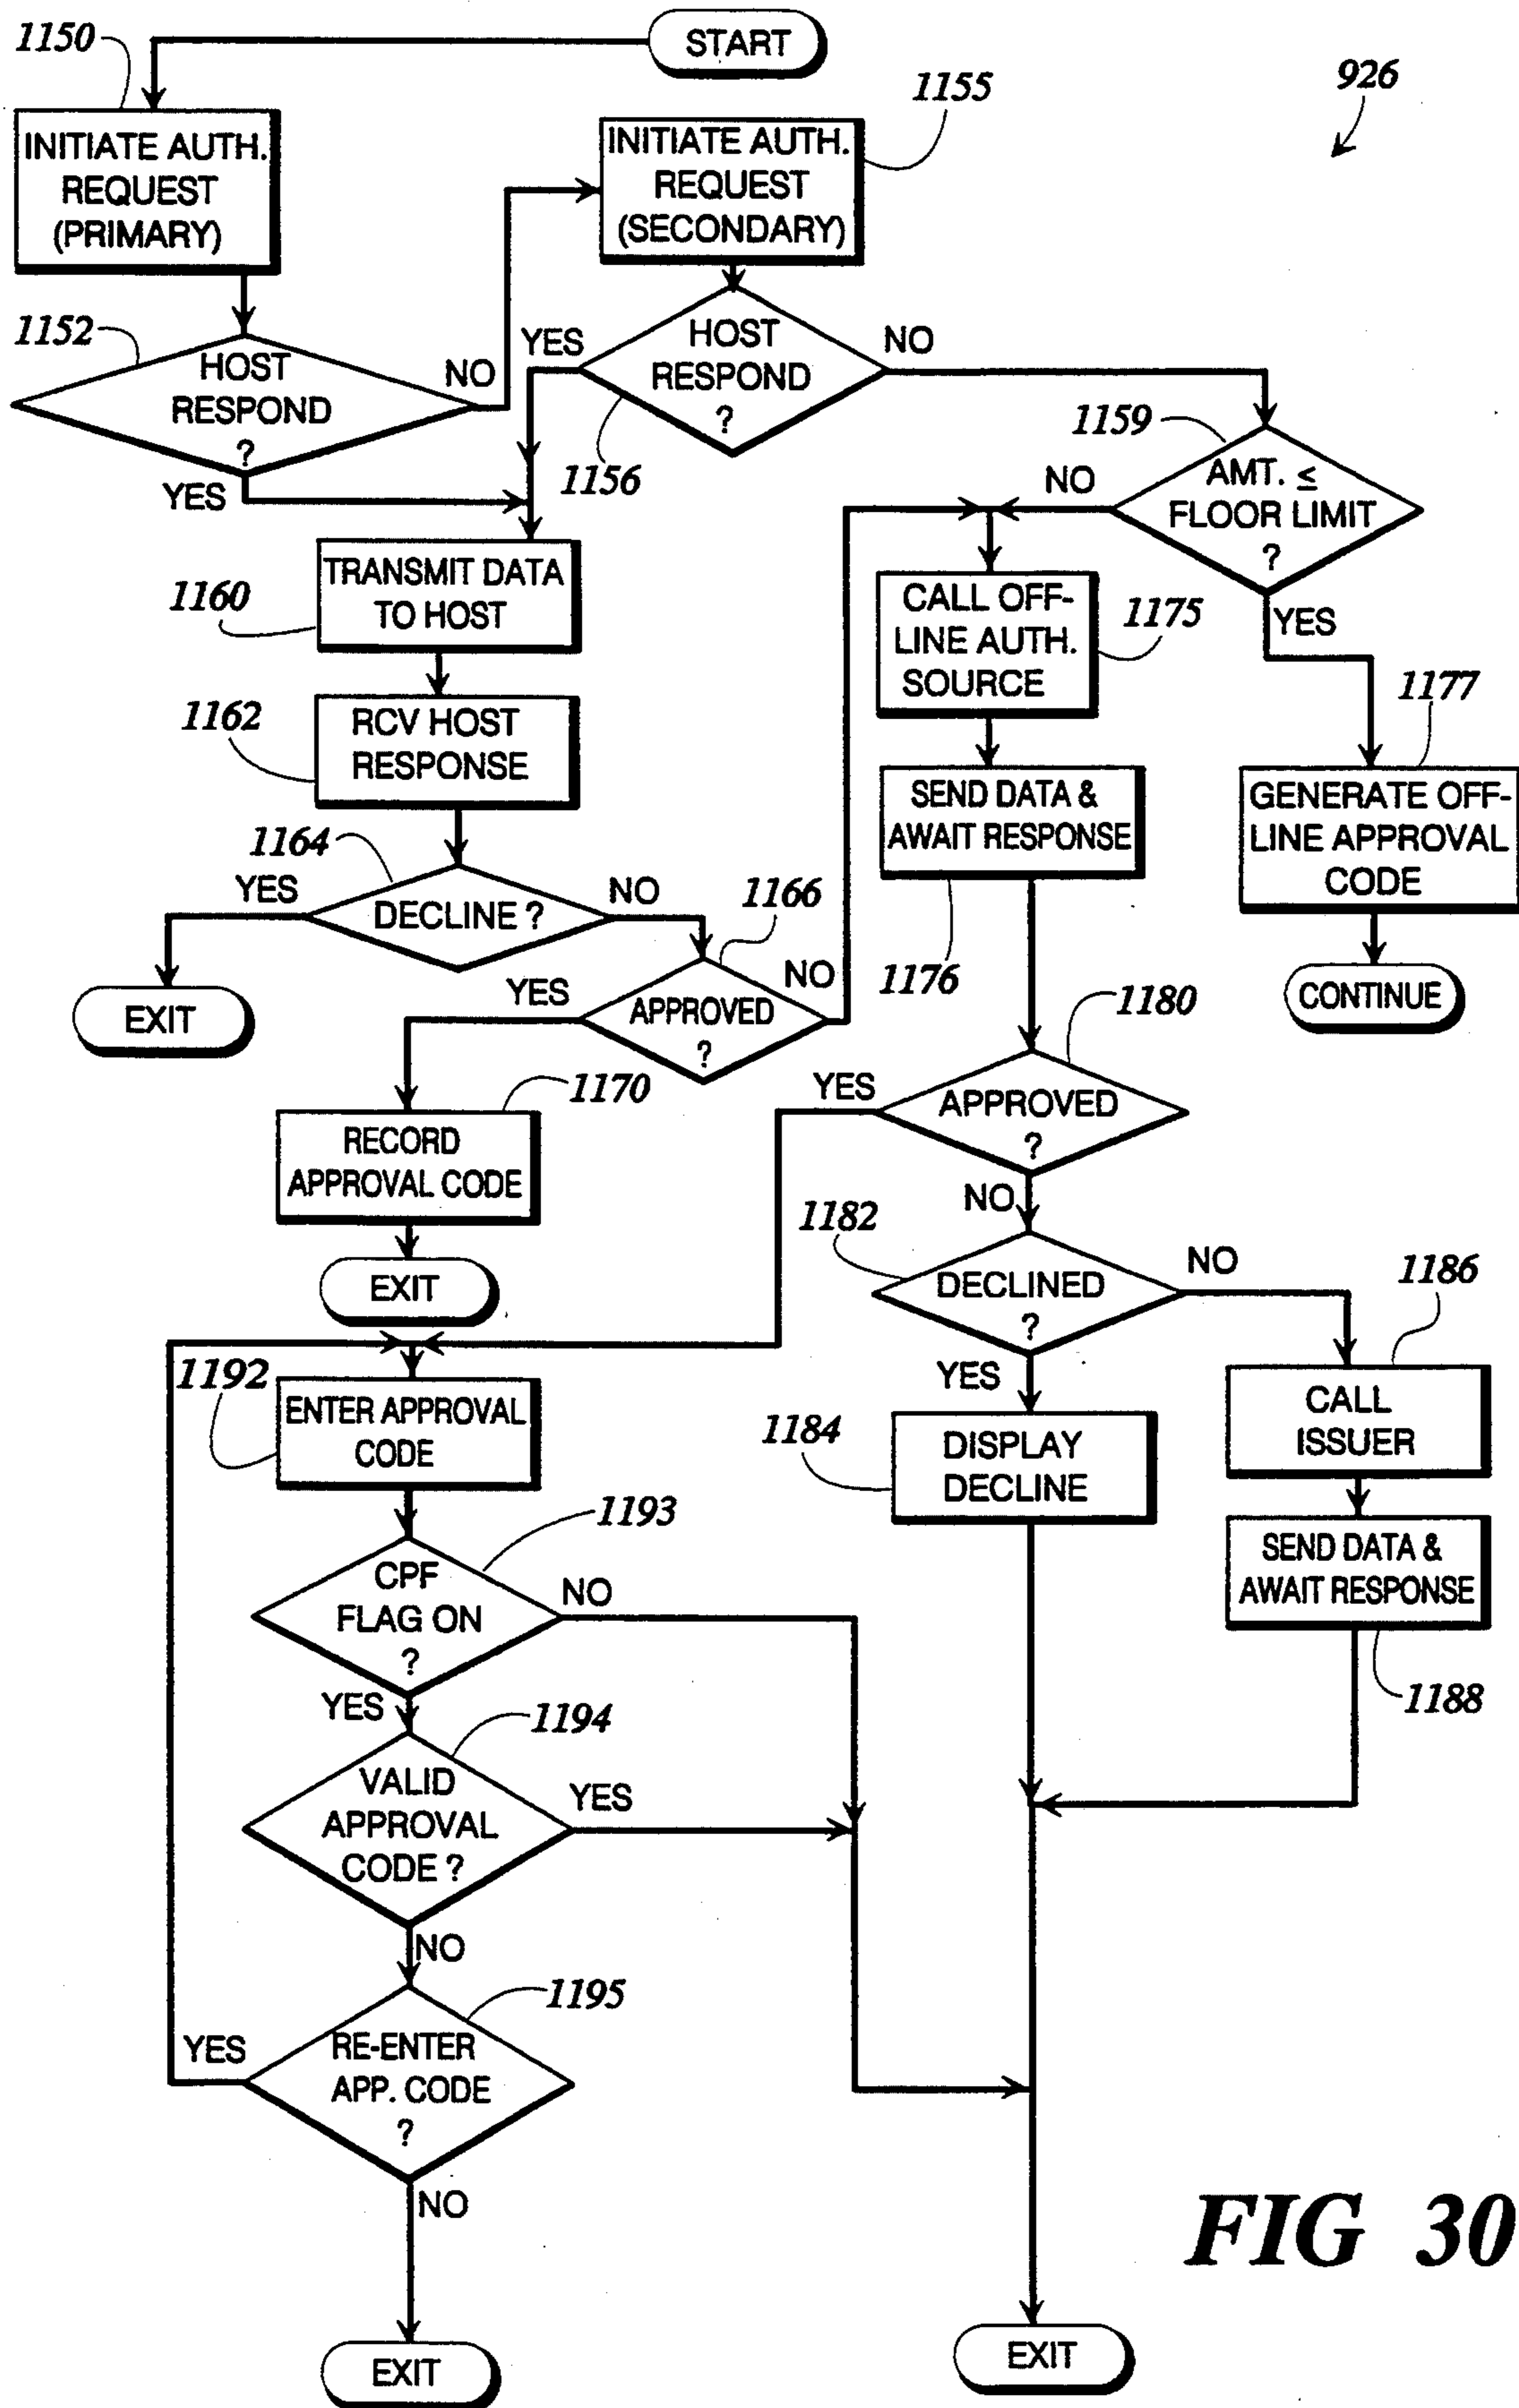 START
1150
926
1155
INITIATE AUTH.
REQUEST
(PRIMARY)
INITIATE AUTH.
REQUEST
(SECONDARY)
1152
HOST
RESPOND
?
NO
YES
YES
HOST
RESPOND
?
NO
1156
1159
AMT. ≤
FLOOR LIMIT
?
NO
YES
1160
TRANSMIT DATA
TO HOST
CALL OFF-
LINE AUTH.
SOURCE
1175
1162
RCV HOST
RESPONSE
1177
SEND DATA &
AWAIT RESPONSE
1176
GENERATE OFF-
LINE APPROVAL
CODE
CONTINUE
1164
YES
DECLINE ?
NO
EXIT
1166
YES
APPROVED
?
NO
1180
YES
APPROVED
?
NO
1170
RECORD
APPROVAL CODE
EXIT
1182
DECLINED
?
NO
YES
1186
CALL
ISSUER
1184
DISPLAY
DECLINE
SEND DATA &
AWAIT RESPONSE
1188
1192
ENTER APPROVAL
CODE
1193
CPF
FLAG ON
?
NO
YES
1194
VALID
APPROVAL
CODE ?
YES
NO
1195
YES
RE-ENTER
APP. CODE
?
NO
EXIT
EXIT
FIG 30